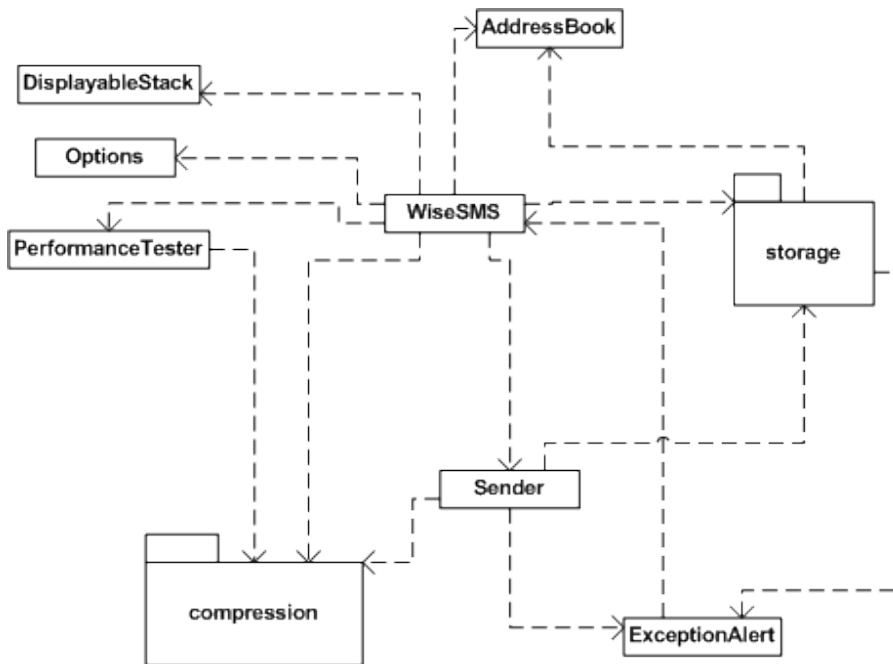 AddressBook
DisplayableStack
Options
WiseSMS
PerformanceTester
storage
Sender
compression
ExceptionAlert